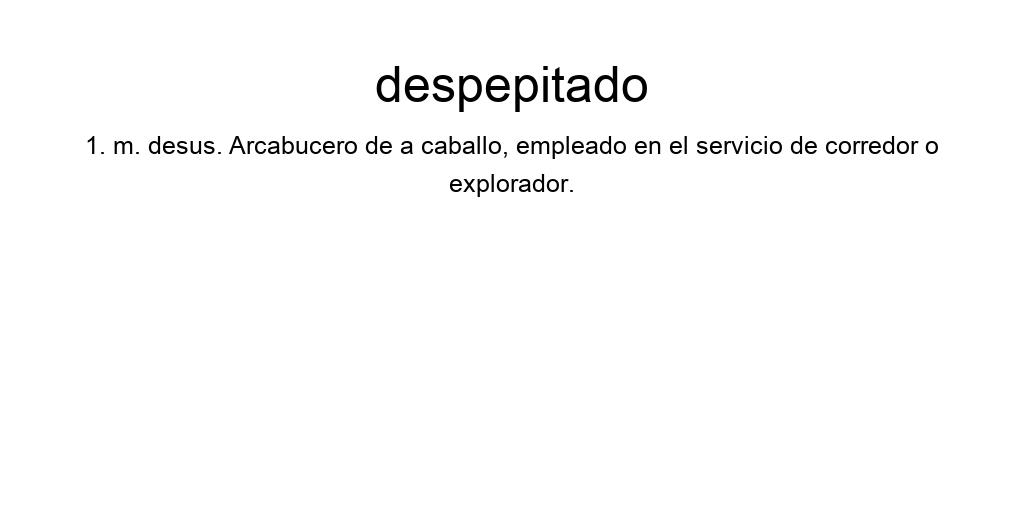 despepitado
1. m. desus. Arcabucero de a caballo, empleado en el servicio de corredor o
explorador.